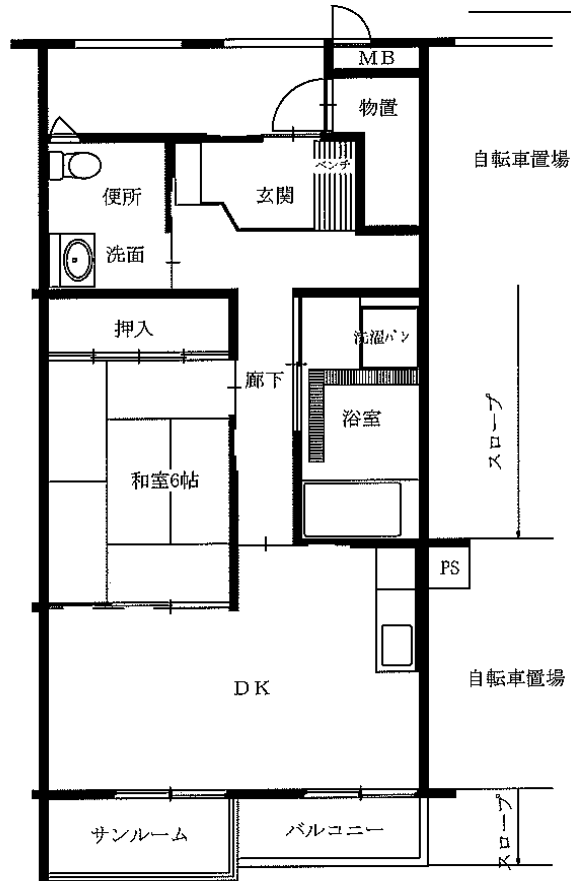 MB
物置
自転車置場
ベンチ
便所
玄関
洗面
押入
洗濯パン
廊下
浴室
スロープ
和室6帖
PS
DK
自転車置場
サンルーム
バルコニー
スロープ